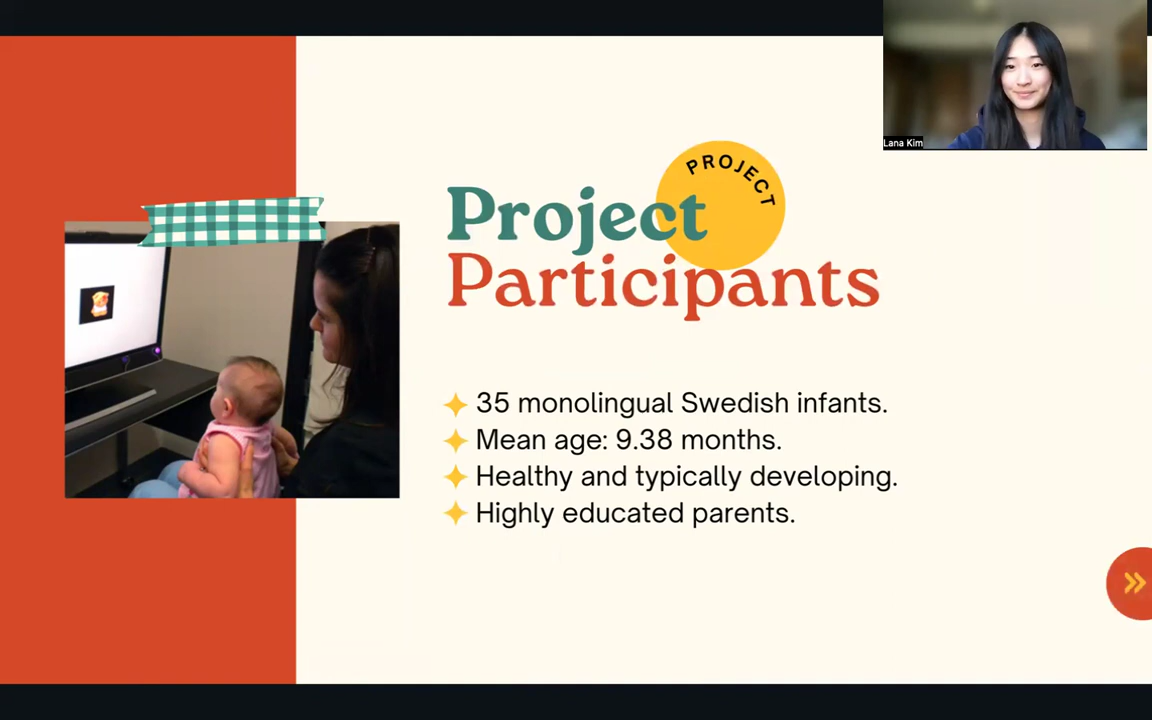 Lana Kim
PROJECT
Project
Participants
35 monolingual Swedish infants.
Mean age: 9.38 months.
Healthy and typically developing.
Highly educated parents.